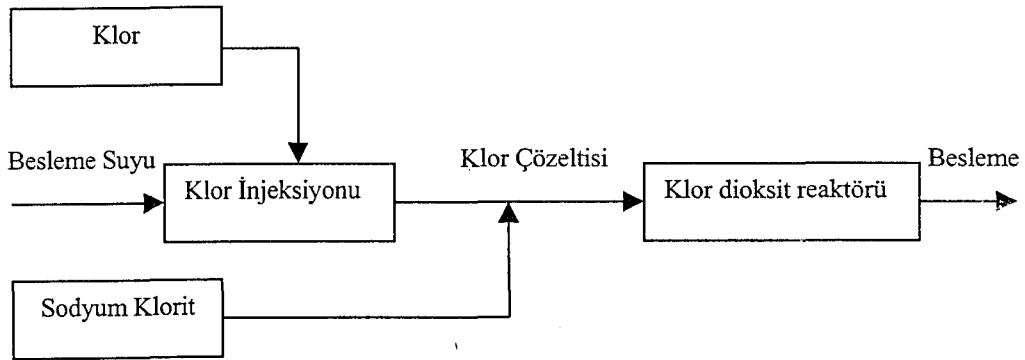 Klor
Besleme Suyu
Klor İnjeksiyonu
Klor Çözeltisi
Klor dioksit reaktörü
Besleme
Sodyum Klorit